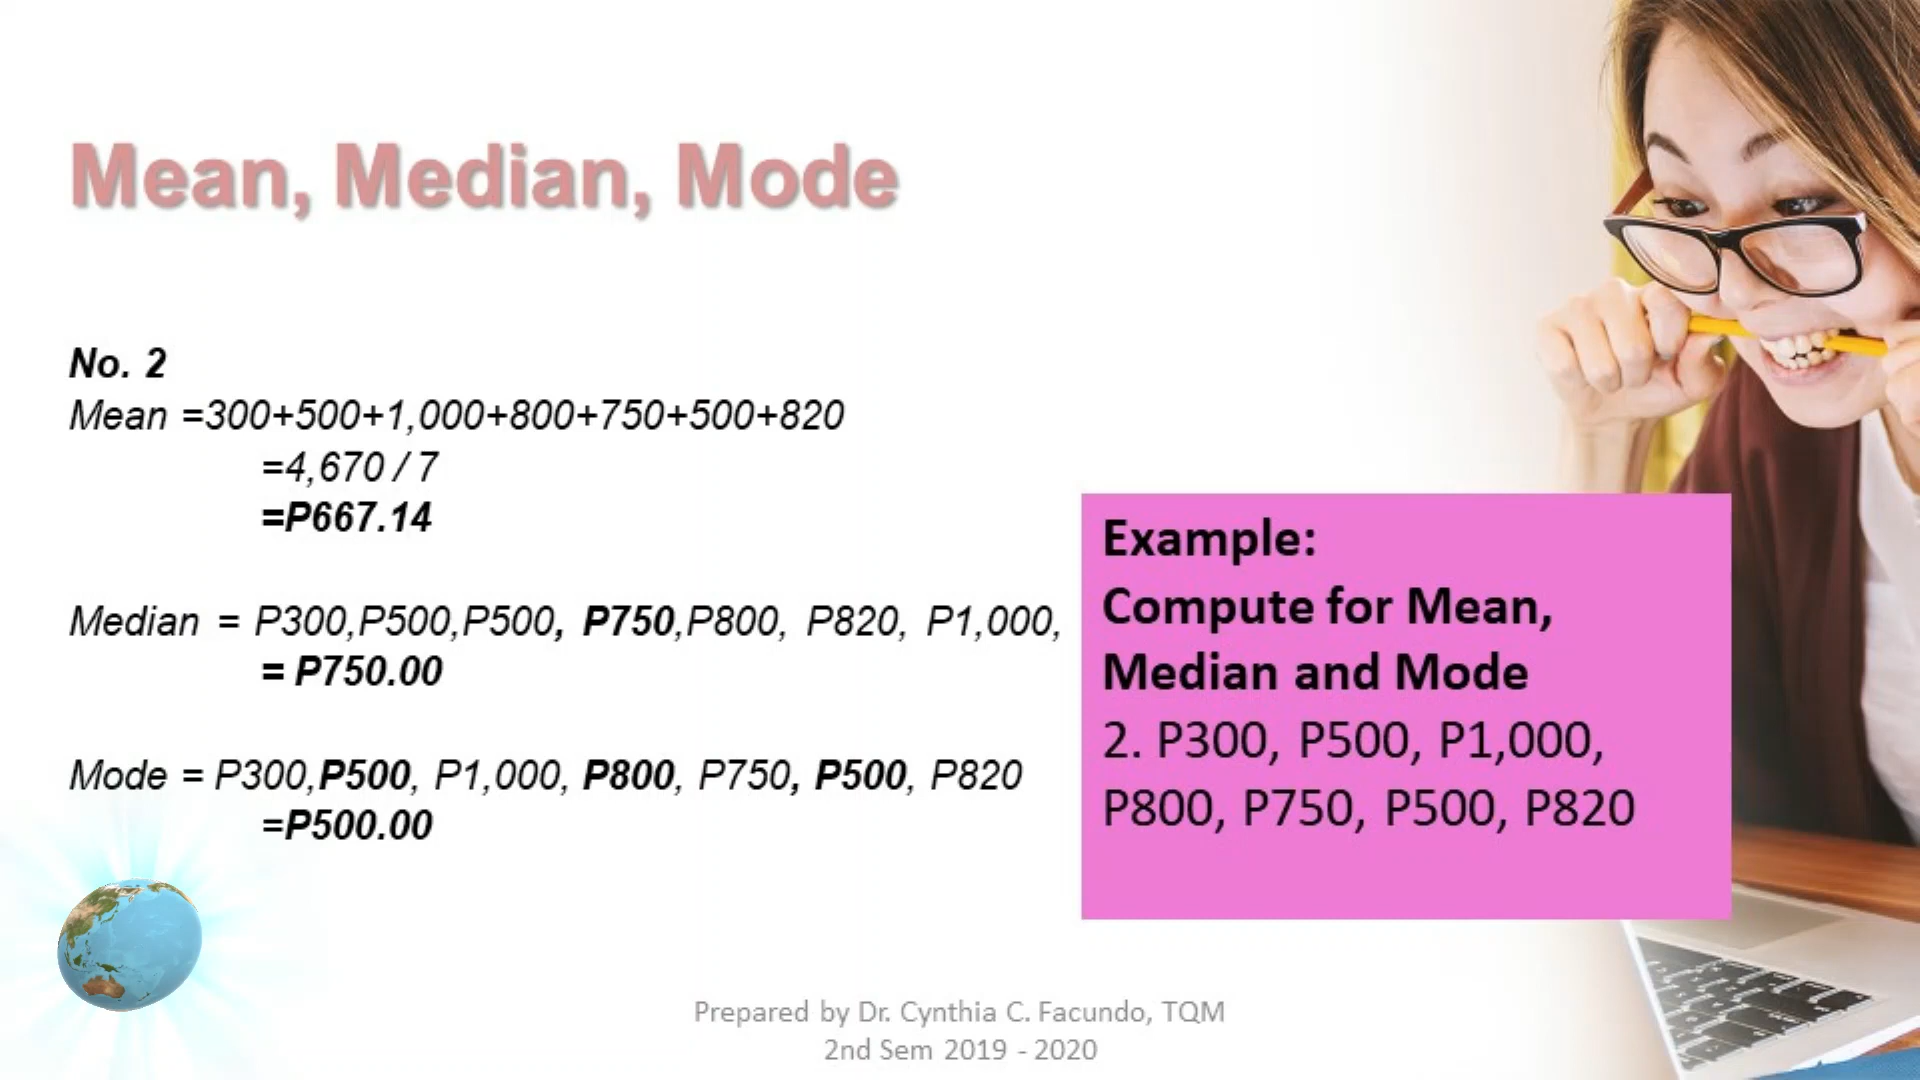 Mean, Median, Mode
No. 2
Mean =300+500+1,000+800+750+500+820
=4,670 / 7
=P667.14
Median = P300,P500,P500, P750,P800, P820, P1,000,
= P750.00
Mode = P300,P500, P1,000, P800, P750, P500, P820
=P500.00
Example:
Compute for Mean,
Median and Mode
2. P300, P500, P1,000,
P800, P750, P500, P820
Prepared by Dr. Cynthia C. Facundo, TQM
2nd Sem 2019 - 2020